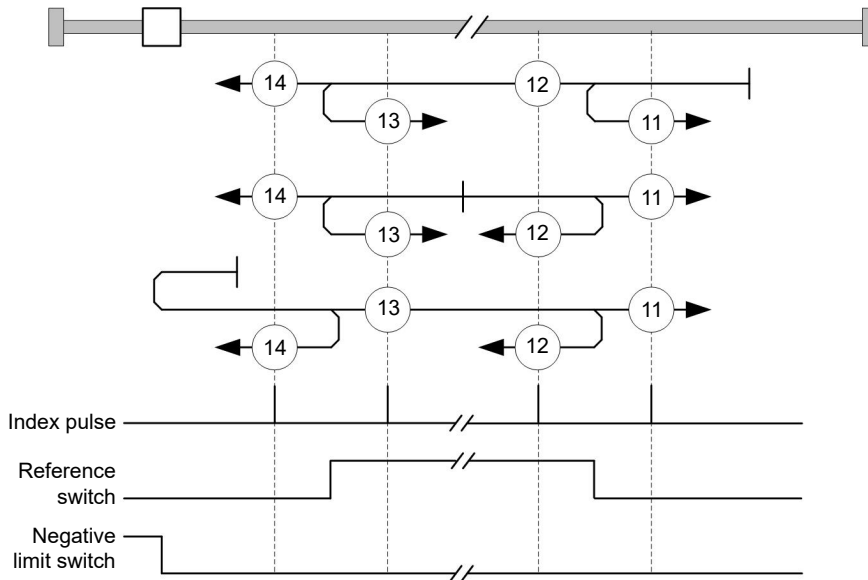 14
12
13
11
14
11
13
12
13
11
14
12
Index pulse
Reference
switch
Negative
limit switch